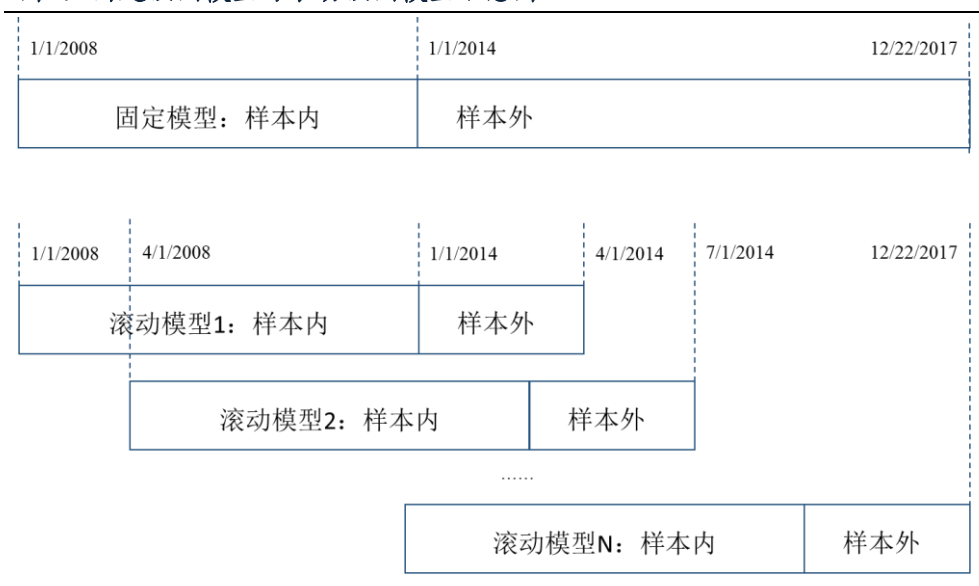 1/1/2008 1/1/2014 12/22/2017
固定模型：样本内 样本外
1/1/2008 4/1/2008 1/1/2014 4/1/2014 7/1/2014 12/22/2017
滚动模型1：样本内 样本外
滚动模型2：样本内 样本外
......
滚动模型N：样本内 样本外